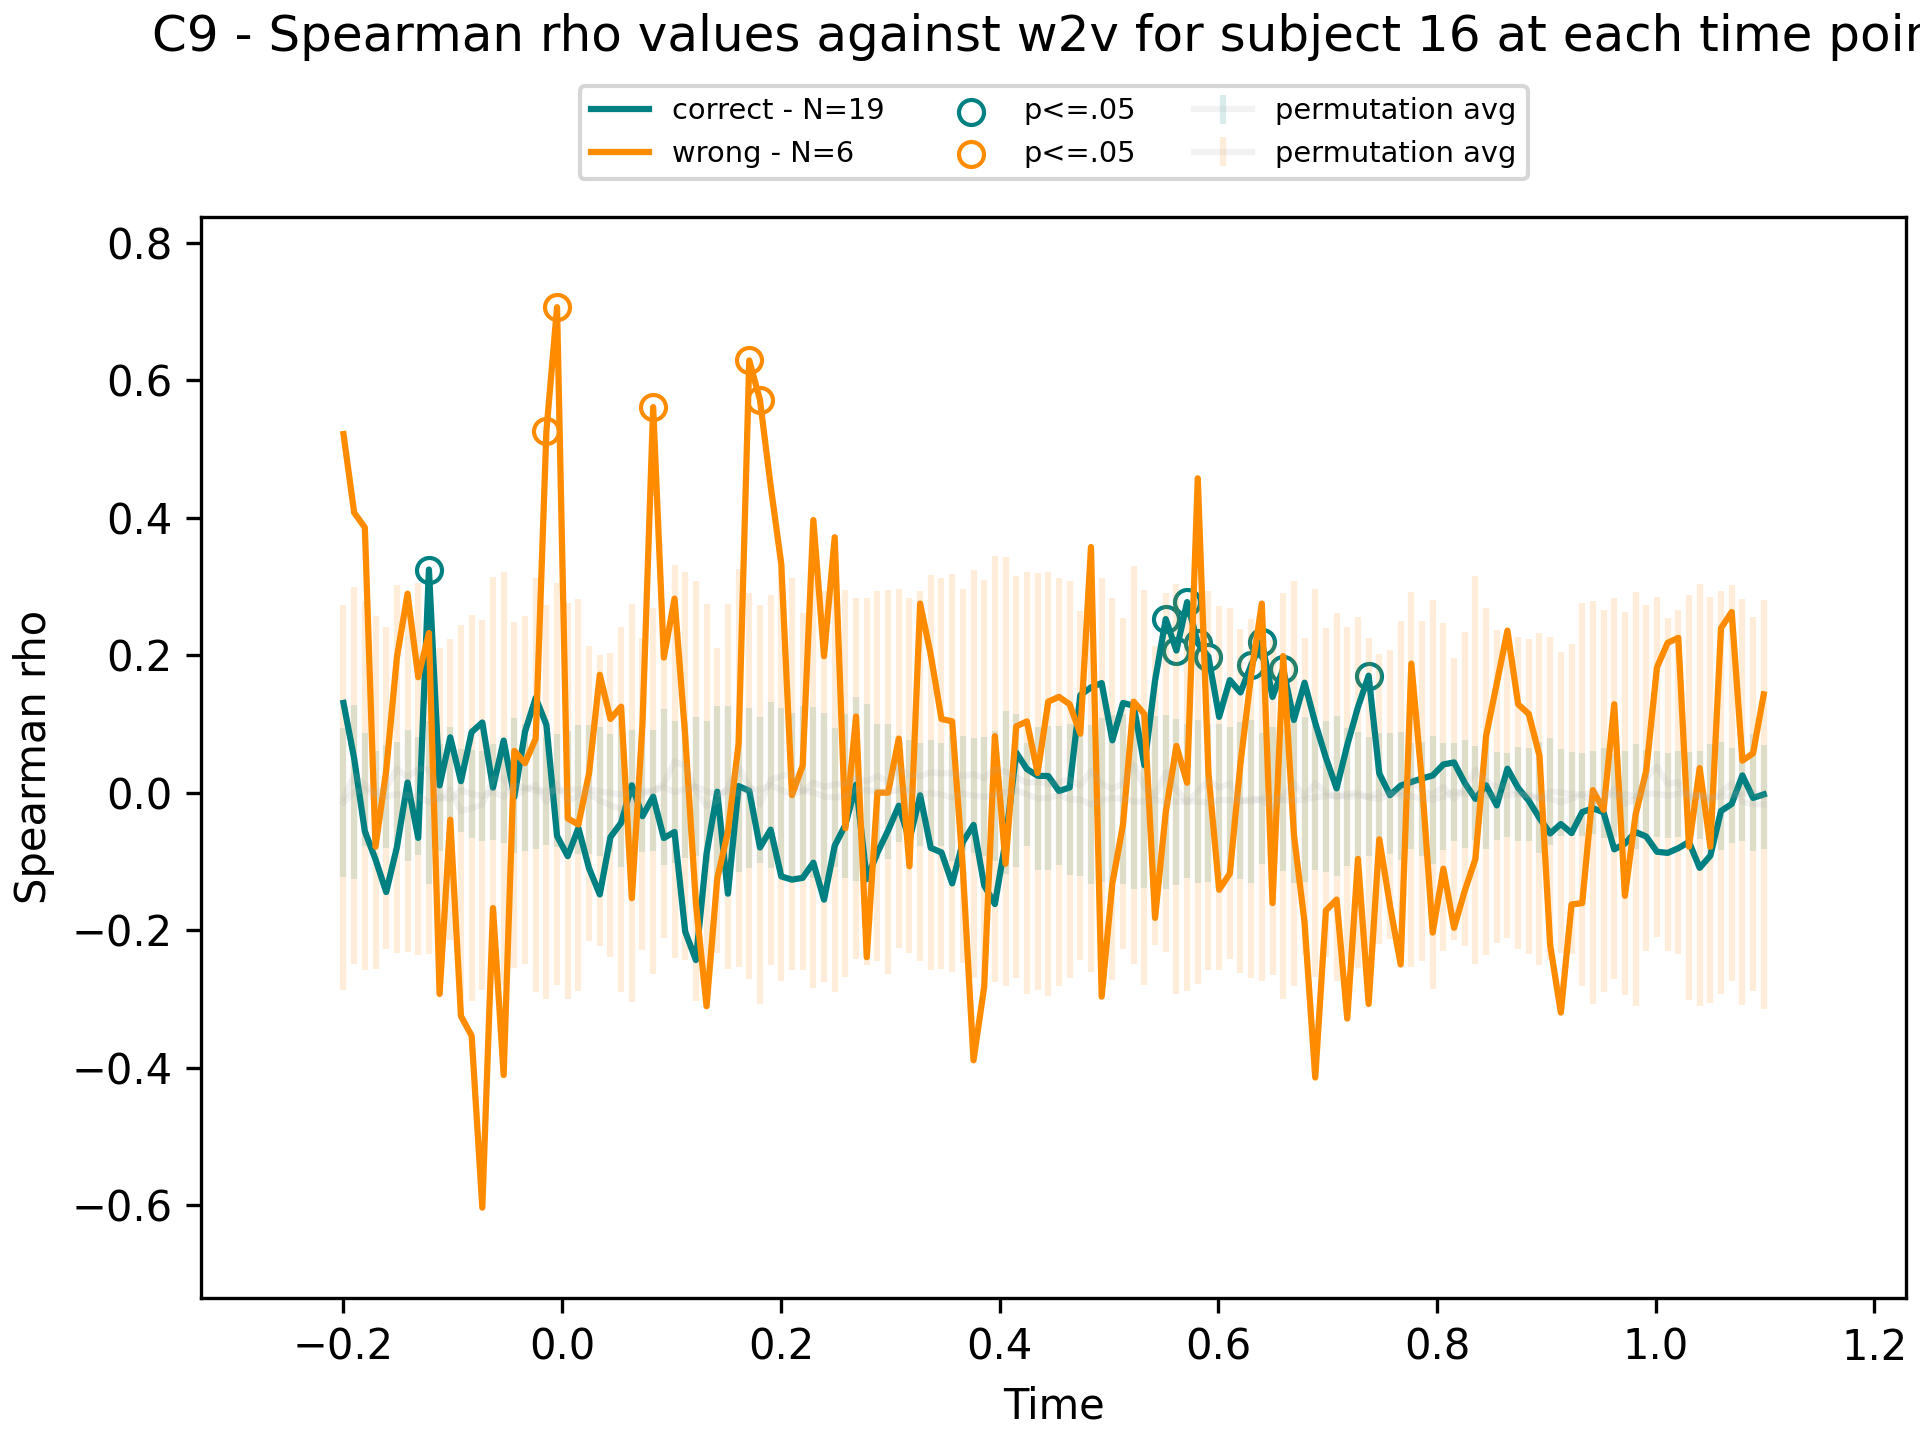 C9 - Spearman rho values against w2v for subject 16 at each time poi
correct - N=19
wrong - N=6
p<=.05
p<=.05
permutation avg
permutation avg
0.8
0.6
0.4
0.2
0.0
−0.2
−0.4
−0.6
Spearman rho
−0.2 0.0 0.2 0.4 0.6 0.8 1.0 1.2
Time